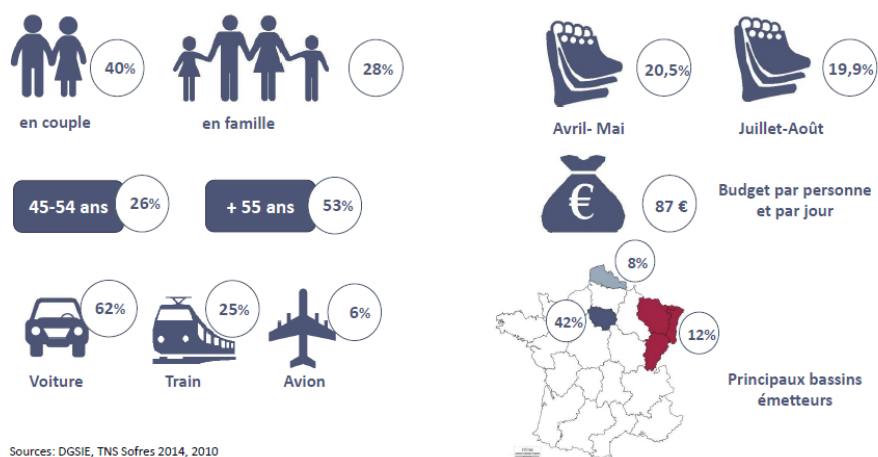 40%
28%
en couple
en famille
20,5%
19,9%
Avril- Mai
Juillet-Août
45-54 ans
26%
+ 55 ans
53%
€
87 €
Budget par personne
et par jour
62%
25%
6%
Voiture
Train
Avion
8%
42%
12%
Principaux bassins
émetteurs
Sources: DGSIE, TNS Sofres 2014, 2010